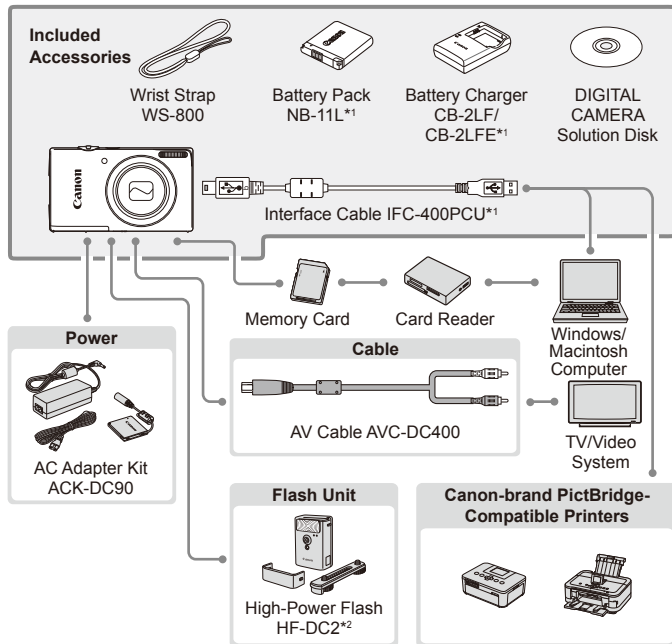 Included
Accessories
Wrist Strap
WS-800
Battery Pack
NB-11L*1
Battery Charger
CB-2LF/
CB-2LFE*1
DIGITAL
CAMERA
Solution Disk
Canon
Interface Cable IFC-400PCU*1
Memory Card
Card Reader
Windows/
Macintosh
Computer
Power
AC Adapter Kit
ACK-DC90
Cable
AV Cable AVC-DC400
TV/Video
System
Flash Unit
High-Power Flash
HF-DC2*2
Canon-brand PictBridge-
Compatible Printers